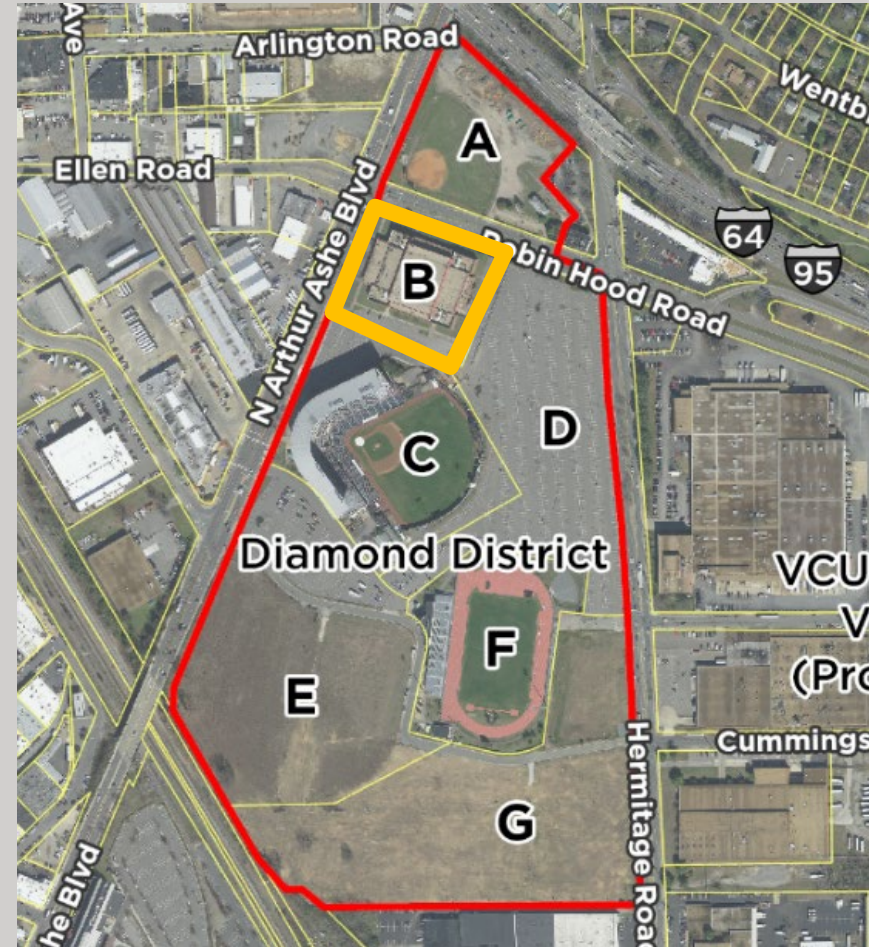 Ave
Arlington Road
Wentb
Ellen Road
A
N Arthur Ashe Blvd
64
95
B
Robin Hood Road
D
C
Diamond District
VCU
V
(Pro
F
E
Cummings
G
Hermitage Roa
he Blvd